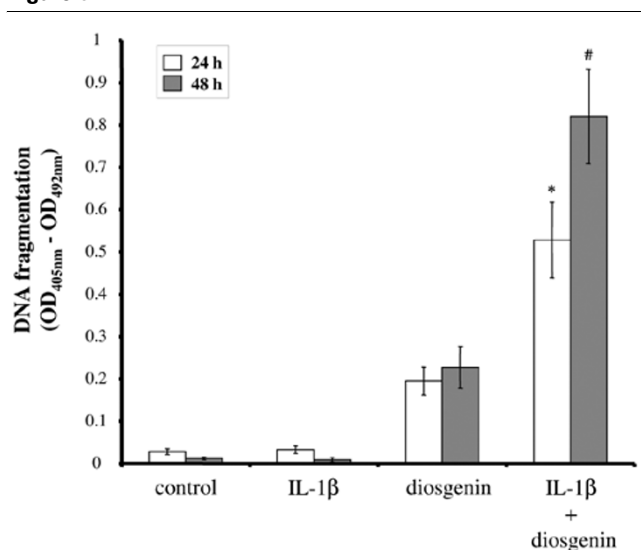 1
0.9
0.8
0.7
0.6
0.5
0.4
0.3
0.2
0.1
0
DNA fragmentation
(OD405nm - OD492nm)
24 h
48 h
*
#
control
IL-1β
diosgenin
IL-1β
+
diosgenin